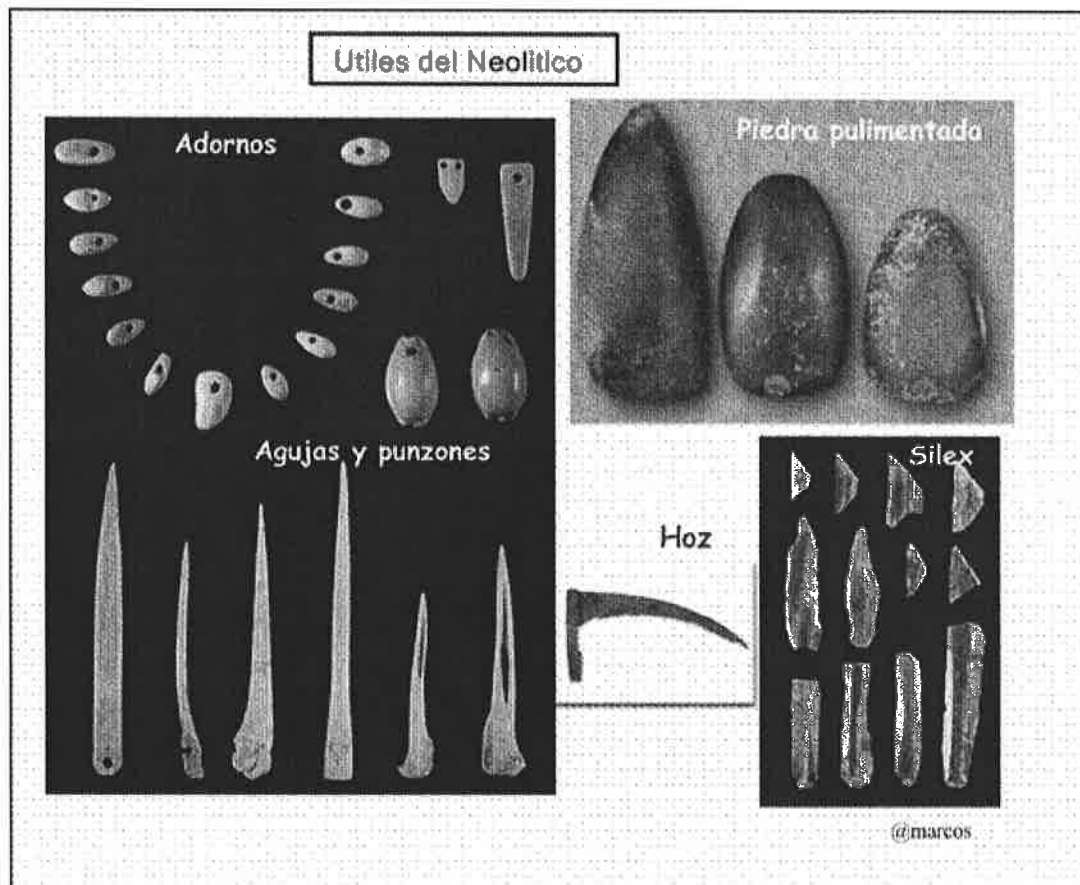 Utiles del Neolitico
Adornos
Piedra pulimentada
Agujas y punzones
Silex
Hoz
@marcos